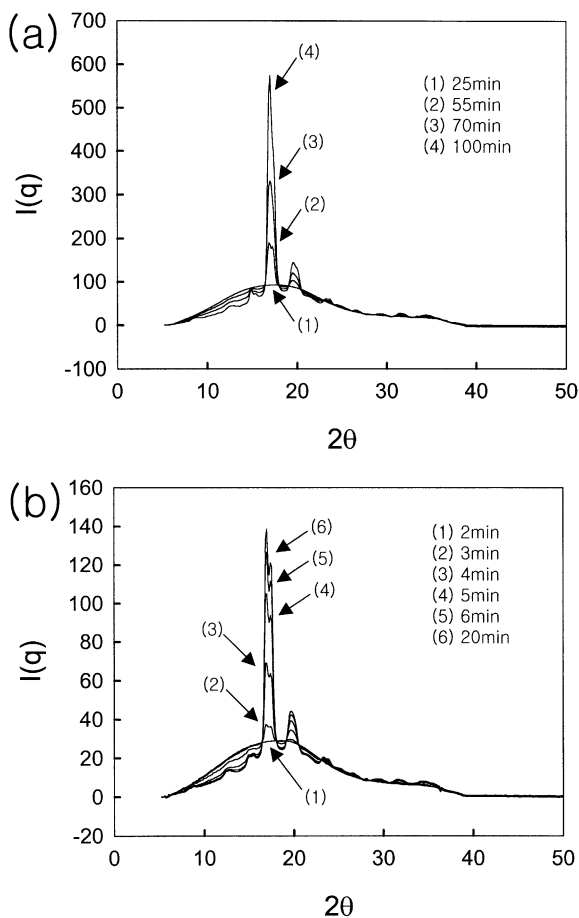 (a)
700
600
500
400
300
200
100
0
-100
I(q)
(4)
(3)
(2)
(1)
(1) 25min
(2) 55min
(3) 70min
(4) 100min
0 10 20 30 40 50
2θ
(b)
160
140
120
100
80
60
40
20
0
-20
I(q)
(6)
(5)
(4)
(3)
(2)
(1)
(1) 2min
(2) 3min
(3) 4min
(4) 5min
(5) 6min
(6) 20min
0 10 20 30 40 50
2θ